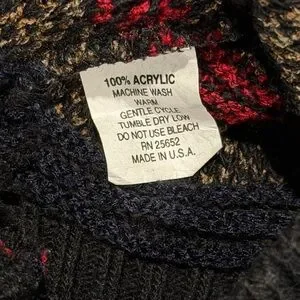 100% ACRYLIC
MACHINE WASH
WARM
GENTLE CYCLE
TUMBLE DRY LOW
DO NOT USE BLEACH
RN 25652
MADE IN U.S.A.